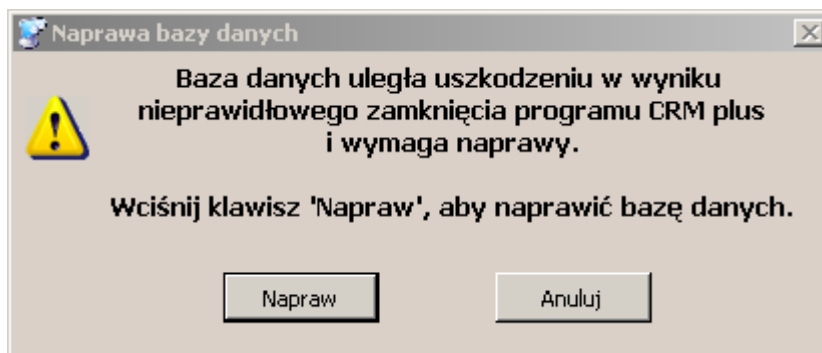 Naprawa bazy danych
Baza danych uległa uszkodzeniu w wyniku
nieprawidłowego zamknięcia programu CRM plus
i wymaga naprawy.
Wciśnij klawisz 'Napraw', aby naprawić bazę danych.
Napraw
Anuluj